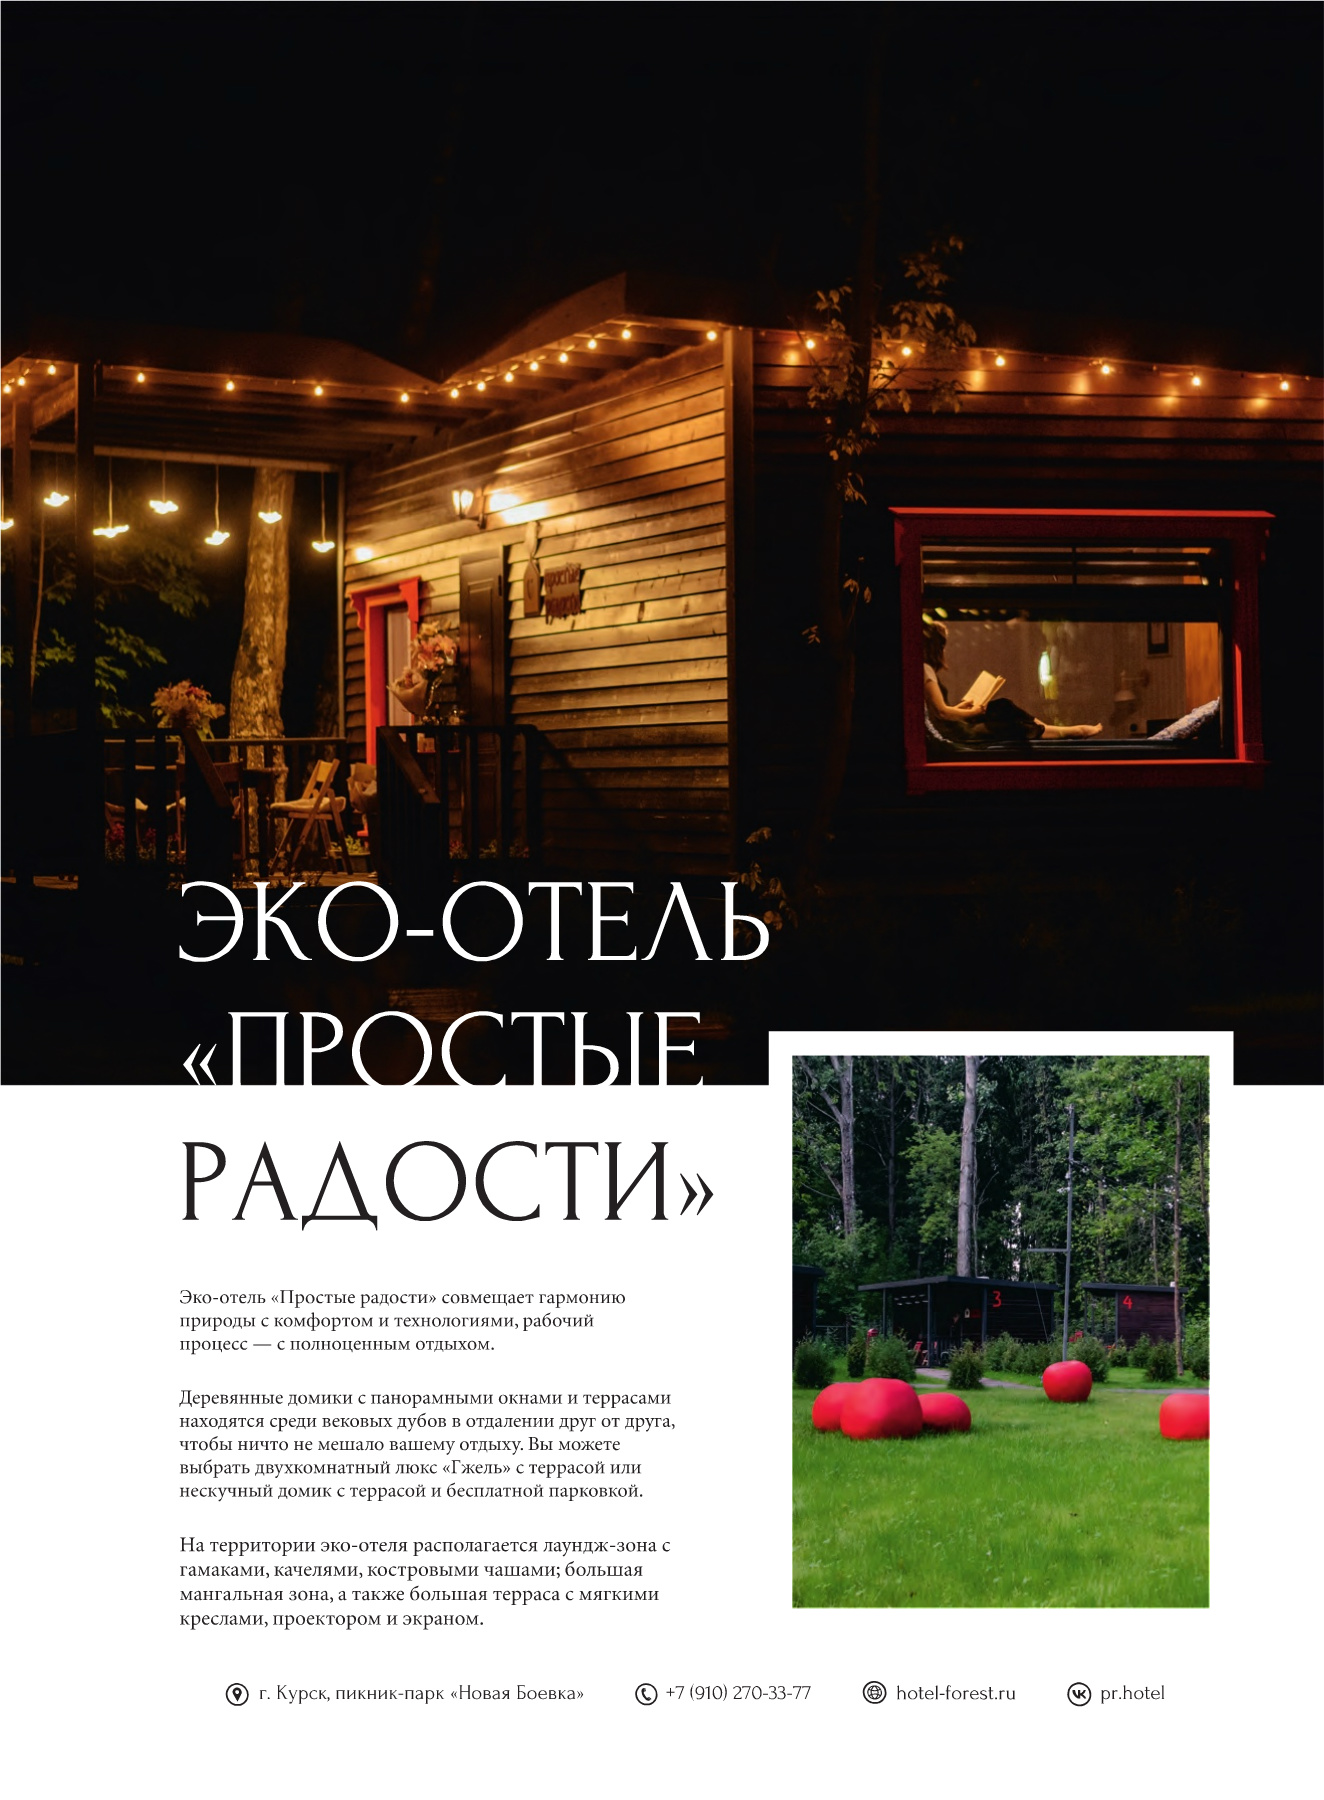 простые
радости
ЭКО-ОТЕЛЬ
«ПРОСТЫЕ
РАДОСТИ»
3
4
Эко-отель «Простые радости» совмещает гармонию
природы с комфортом и технологиями, рабочий
процесс — с полноценным отдыхом.
Деревянные домики с панорамными окнами и террасами
находятся среди вековых дубов в отдалении друг от друга,
чтобы ничто не мешало вашему отдыху. Вы можете
выбрать двухкомнатный люкс «Гжель» с террасой или
нескучный домик с террасой и бесплатной парковкой.
На территории эко-отеля располагается лаундж-зона с
гамаками, качелями, костровыми чашами; большая
мангальная зона, а также большая терраса с мягкими
креслами, проектором и экраном.
г. Курск, пикник-парк «Новая Боевка»
+7 (910) 270-33-77
hotel-forest.ru
pr.hotel